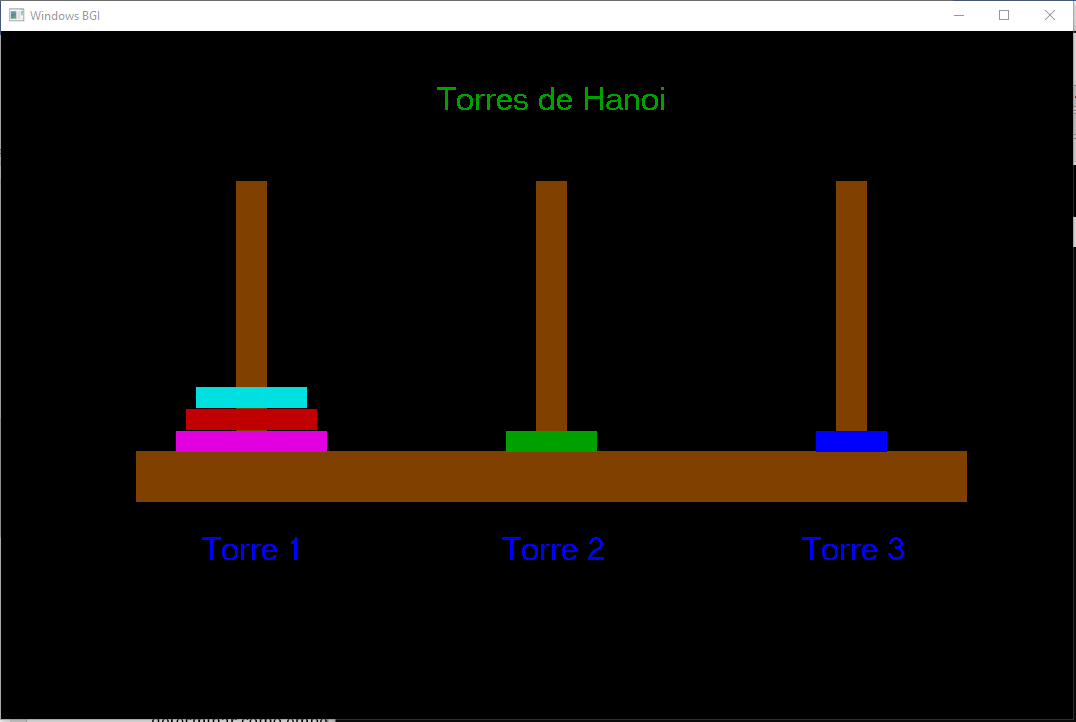 Windows BGI
Torres de Hanoi
Torre 1
Torre 2
Torre 3